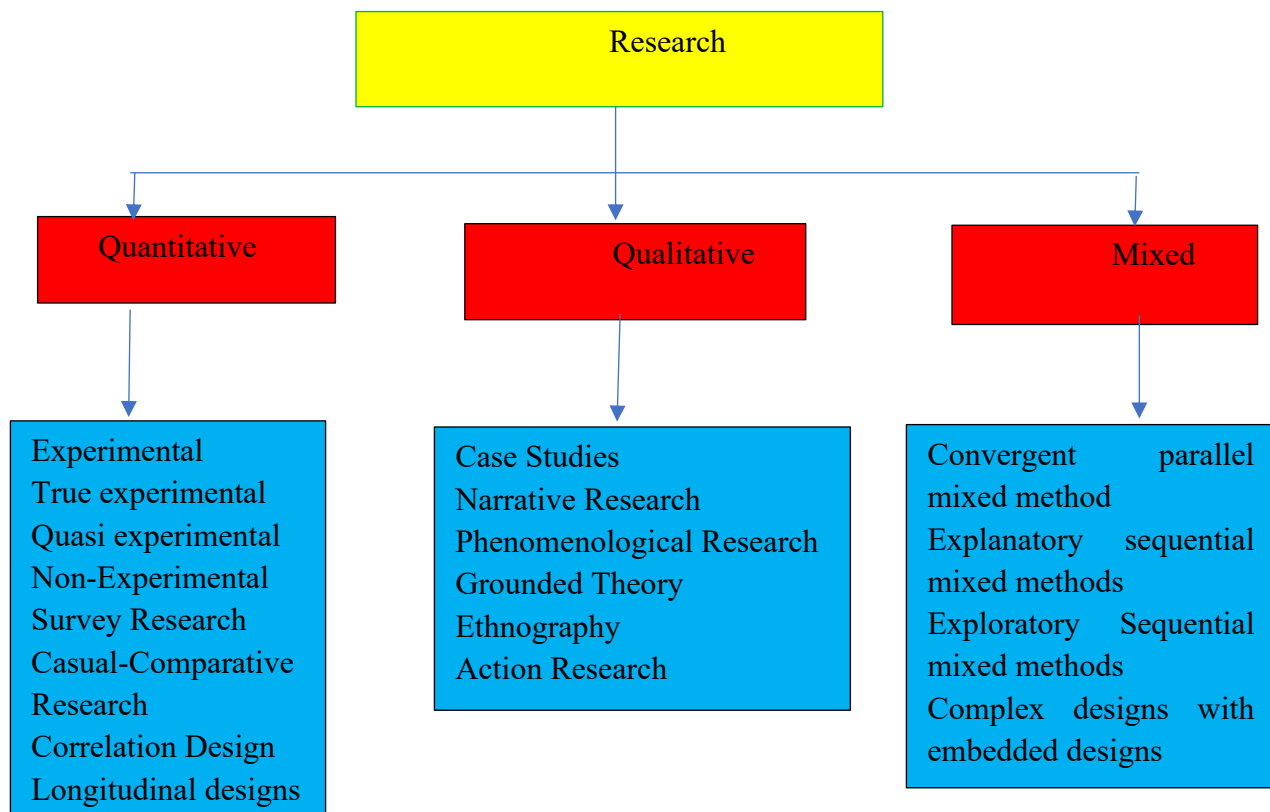 Research
Quantitative
Qualitative
Mixed
Experimental
True experimental
Quasi experimental
Non-Experimental
Survey Research
Casual-Comparative
Research
Correlation Design
Longitudinal designs
Case Studies
Narrative Research
Phenomenological Research
Grounded Theory
Ethnography
Action Research
Convergent parallel
mixed method
Explanatory sequential
mixed methods
Exploratory Sequential
mixed methods
Complex designs with
embedded designs